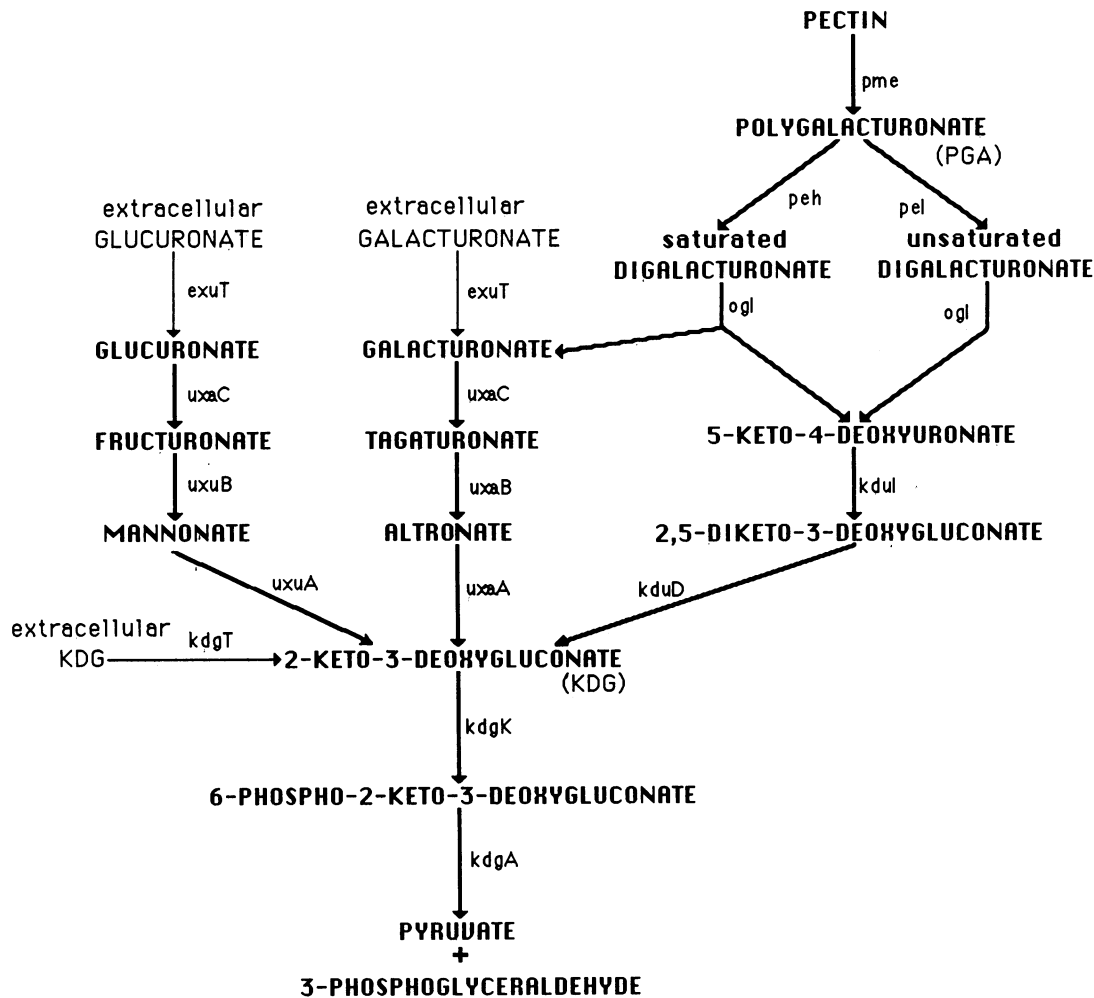 PECTIN
pme
POLYGALACTURONATE
(PGA)
peh
pel
extracellular
GLUCURONATE
extracellular
GALACTURONATE
saturated
DIGALACTURONATE
unsaturated
DIGALACTURONATE
exuT
exuT
ogl
ogl
GLUCURONATE
GALACTURONATE
uxaC
uxaC
FRUCTURONATE
TAGATURONATE
5-KETO-4-DEOXYURONATE
uxuB
uxaB
kduI
MANNONATE
ALTRONATE
2,5-DIKETO-3-DEOXYGLUCONATE
uxuA
uxaA
kduD
extracellular
KDG
kdgT
2-KETO-3-DEOXYGLUCONATE
(KDG)
kdgK
6-PHOSPHO-2-KETO-3-DEOXYGLUCONATE
kdgA
PYRUVATE
+
3-PHOSPHOGLYCERALDEHYDE